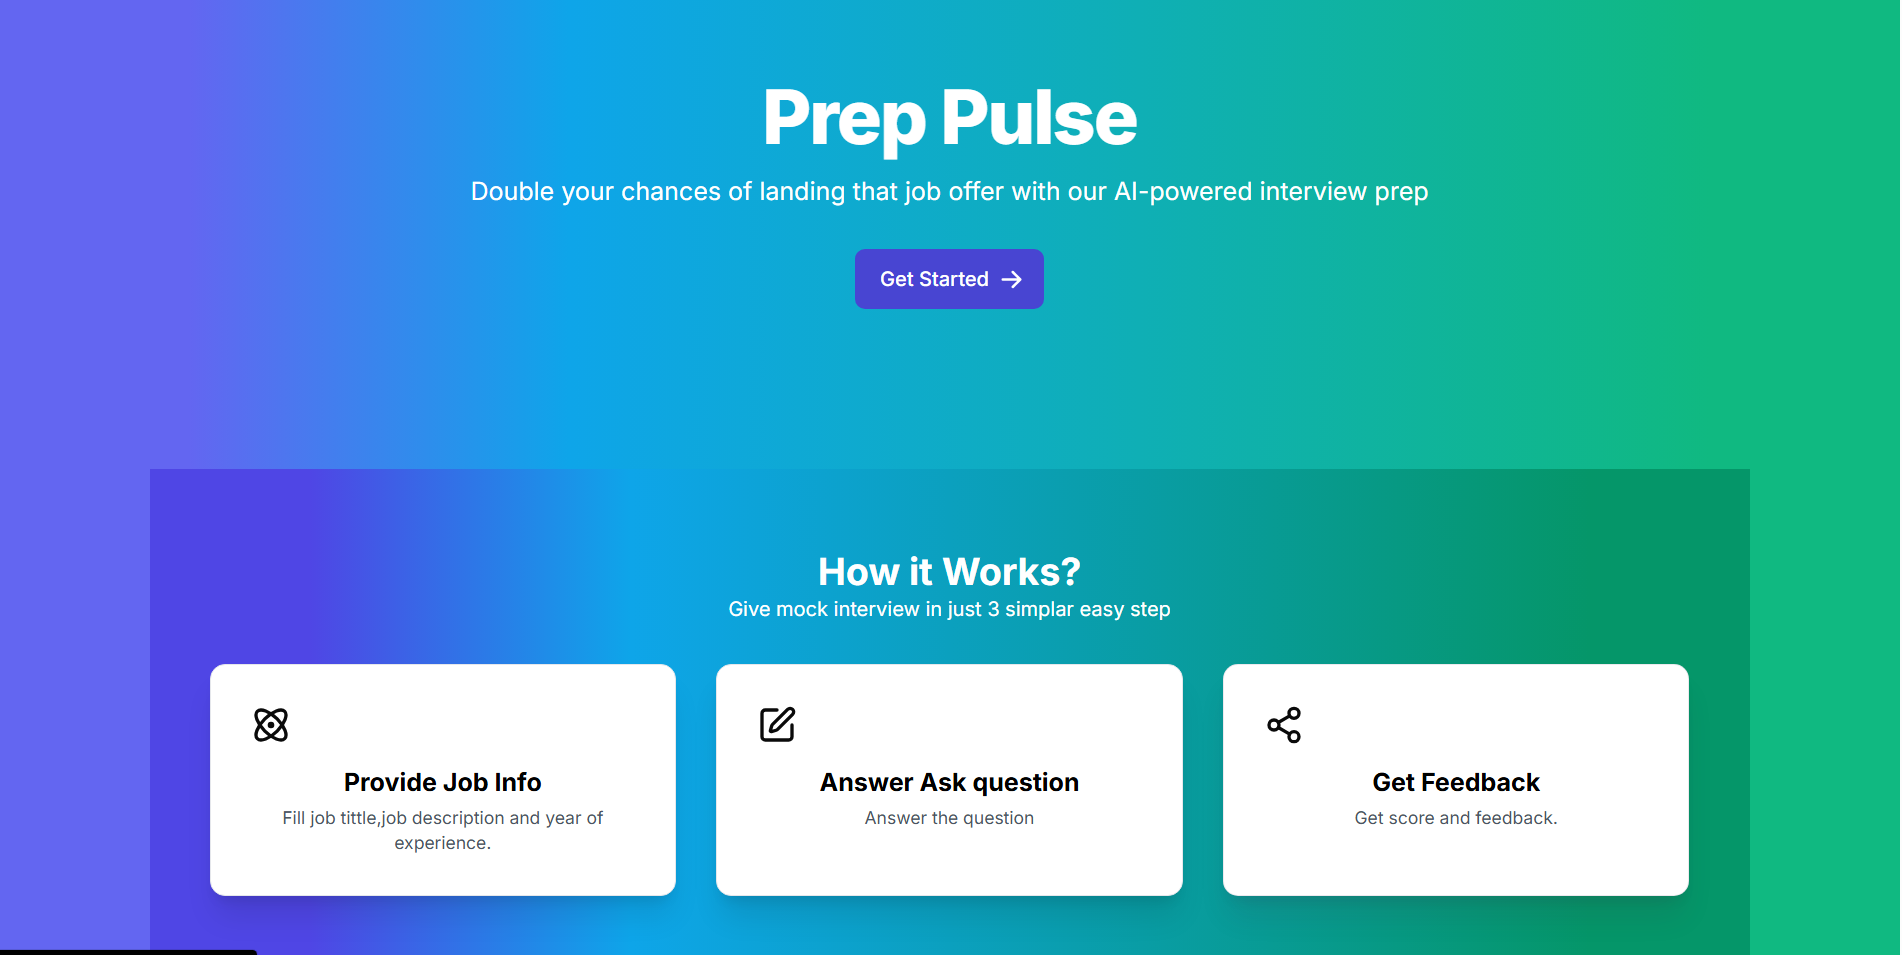 Prep Pulse
Double your chances of landing that job offer with our AI-powered interview prep
Get Started
How it Works?
Give mock interview in just 3 simplar easy step
Provide Job Info
Fill job tittle,job description and year of
experience.
Answer Ask question
Answer the question
Get Feedback
Get score and feedback.